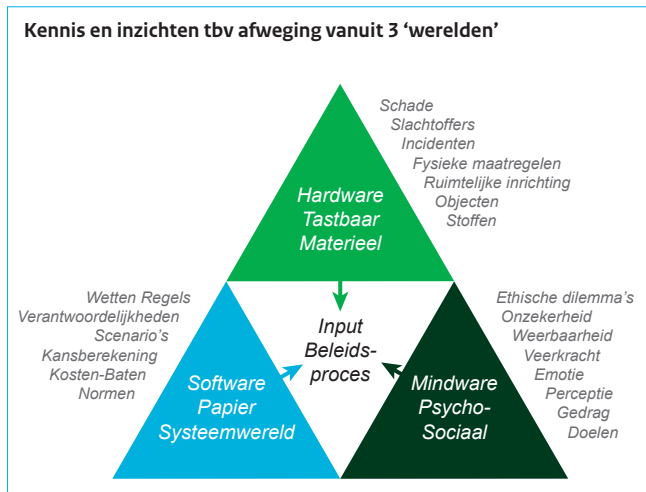 Kennis en inzichten tbv afweging vanuit 3 ‘werelden’
Schade
Slachtoffers
Incidenten
Fysieke maatregelen
Ruimtelijke inrichting
Objecten
Stoffen
Hardware
Tastbaar
Materieel
Wetten Regels
Verantwoordelijkheden
Scenario’s
Kansberekening
Kosten-Baten
Normen
Software
Papier
Systeemwereld
Input
Beleids-
proces
Mindware
Psycho-
Sociaal
Ethische dilemma’s
Onzekerheid
Weerbaarheid
Veerkracht
Emotie
Perceptie
Gedrag
Doelen